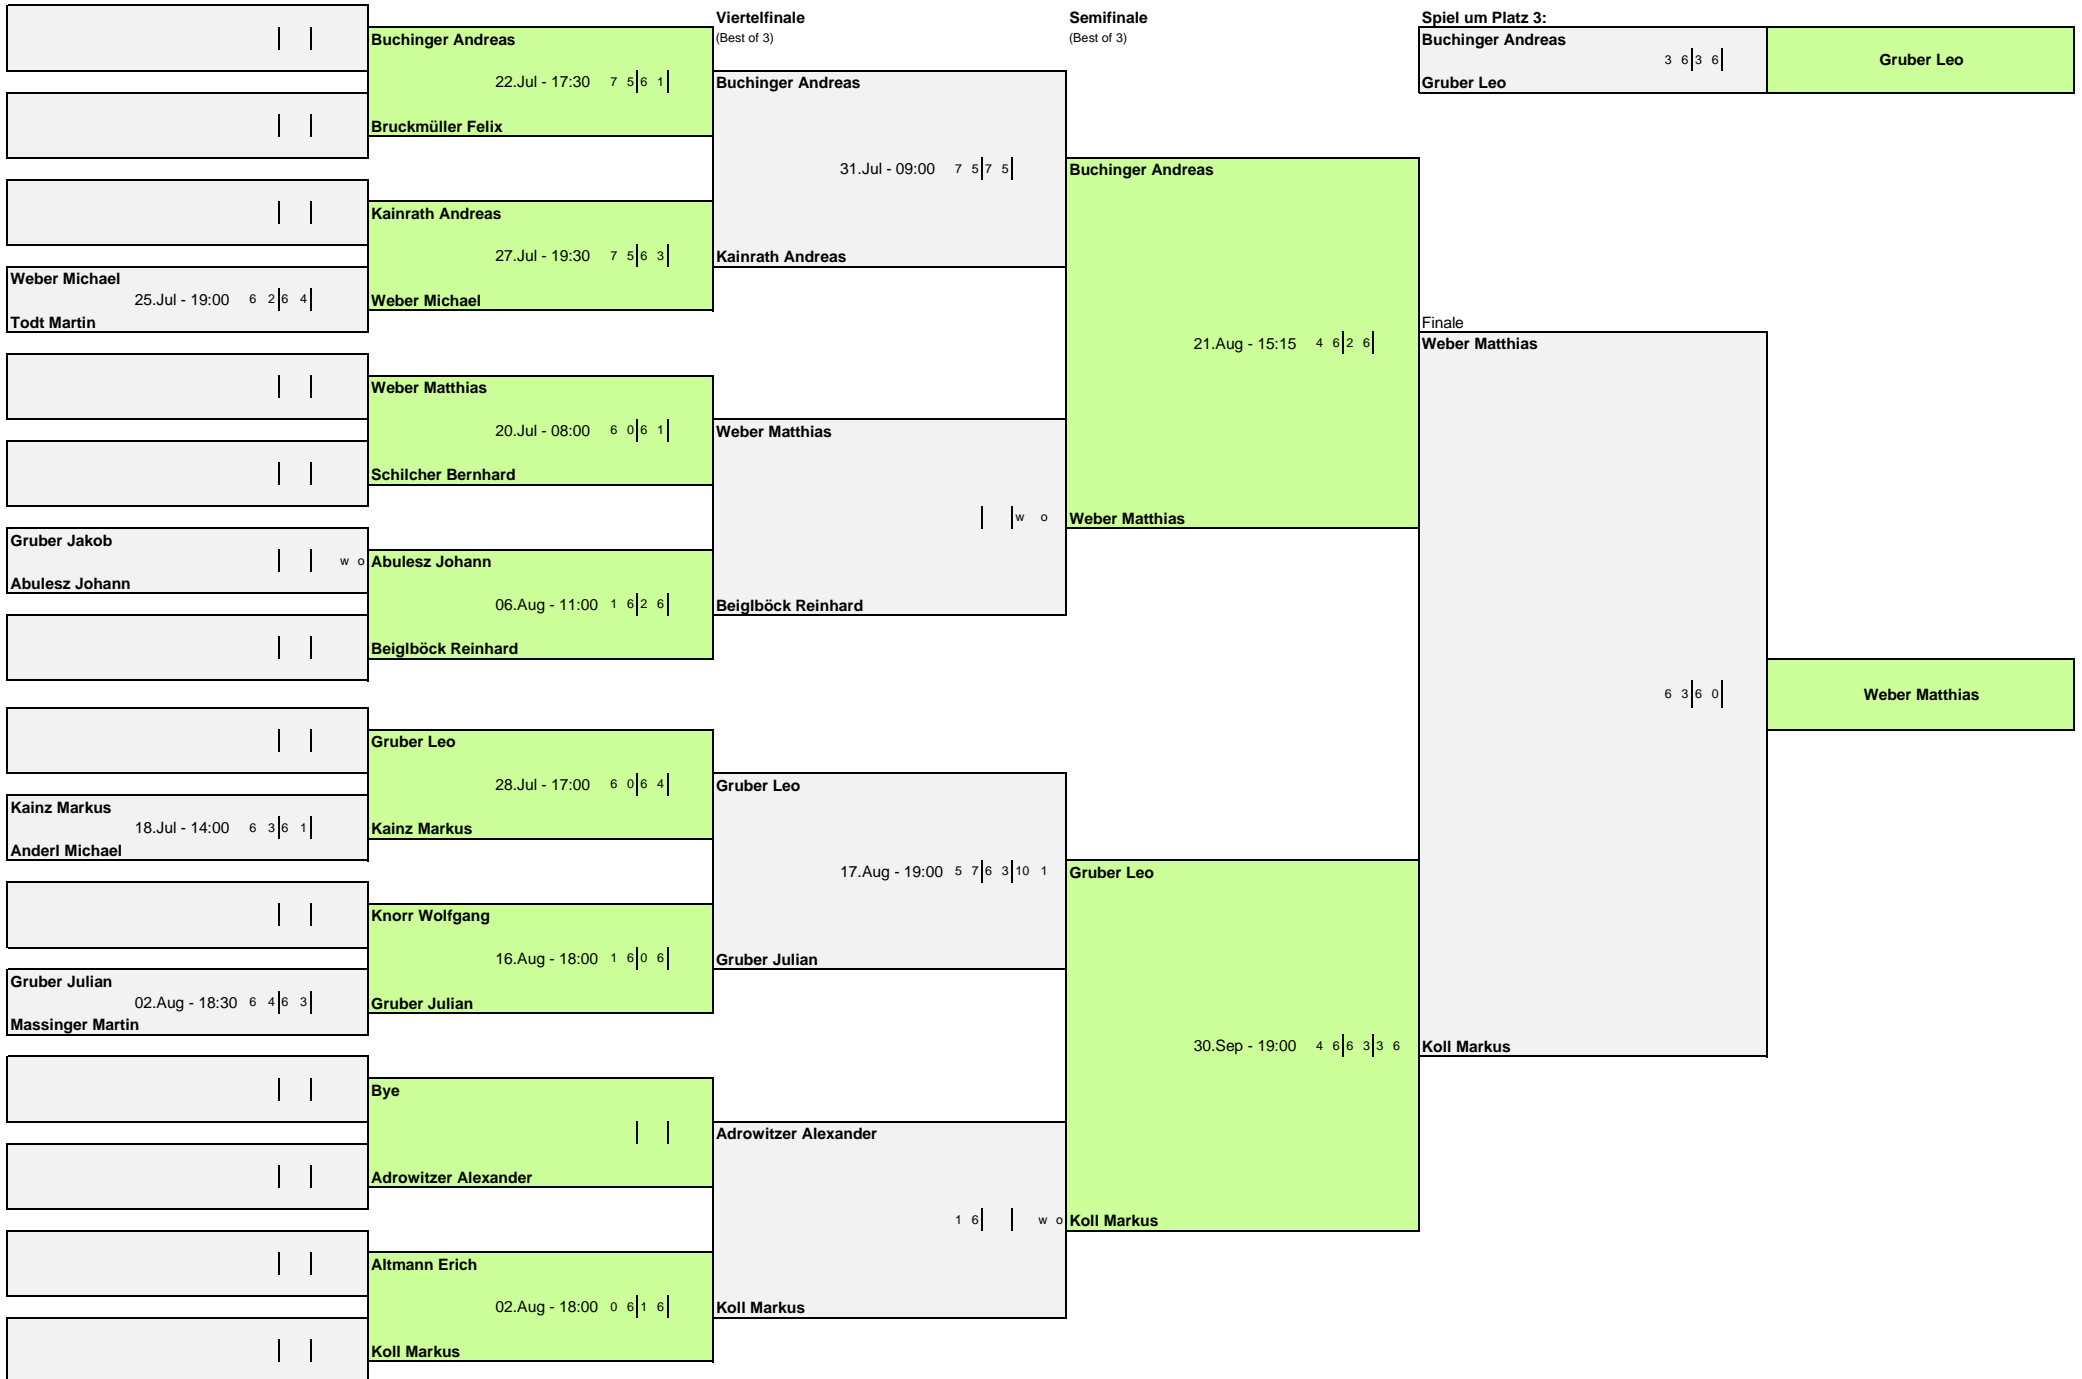 Viertelfinale
(Best of 3)
Semifinale
(Best of 3)
Spiel um Platz 3:
Buchinger Andreas
3 6 3 6
Gruber Leo
Gruber Leo
Weber Michael
25.Jul - 19:00 6 2 6 4
Todt Martin
Gruber Jakob
w o
Abulesz Johann
Kainz Markus
18.Jul - 14:00 6 3 6 1
Anderl Michael
Gruber Julian
02.Aug - 18:30 6 4 6 3
Massinger Martin
Buchinger Andreas
22.Jul - 17:30 7 5 6 1
Bruckmüller Felix
Kainrath Andreas
27.Jul - 19:30 7 5 6 3
Weber Michael
Weber Matthias
20.Jul - 08:00 6 0 6 1
Schilcher Bernhard
Abulesz Johann
06.Aug - 11:00 1 6 2 6
Beiglböck Reinhard
Gruber Leo
28.Jul - 17:00 6 0 6 4
Kainz Markus
Knorr Wolfgang
16.Aug - 18:00 1 6 0 6
Gruber Julian
Bye
Adrowitzer Alexander
Altmann Erich
02.Aug - 18:00 0 6 1 6
Koll Markus
Buchinger Andreas
31.Jul - 09:00 7 5 7 5
Kainrath Andreas
Weber Matthias
w o
Beiglböck Reinhard
Gruber Leo
17.Aug - 19:00 5 7 6 3 10 1
Gruber Julian
Adrowitzer Alexander
1 6 w o
Koll Markus
Buchinger Andreas
21.Aug - 15:15 4 6 2 6
Weber Matthias
Gruber Leo
30.Sep - 19:00 4 6 6 3 3 6
Koll Markus
Finale
Weber Matthias
6 3 6 0
Koll Markus
Weber Matthias